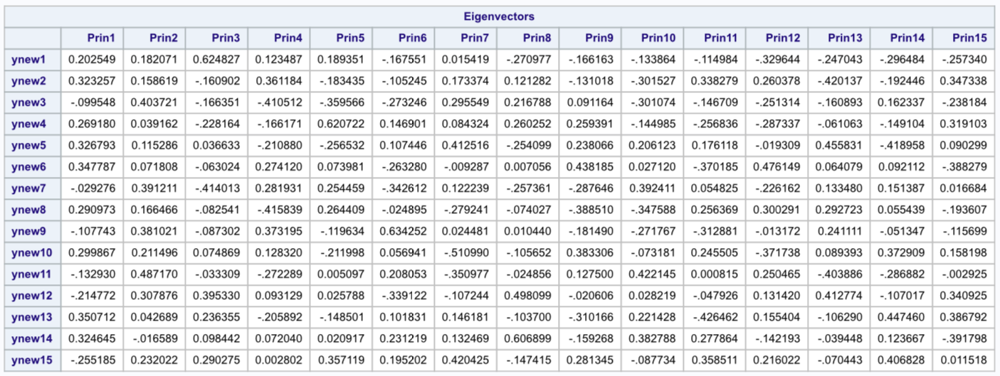 Eigenvectors
Prin1 Prin2 Prin3 Prin4 Prin5 Prin6 Prin7 Prin8 Prin9 Prin10 Prin11 Prin12 Prin13 Prin14 Prin15
ynew1 0.202549 0.182071 0.624827 0.123487 0.189351 -.167551 0.015419 -.270977 -.166163 -.133864 -.114984 -.329644 -.247043 -.296484 -.257340
ynew2 0.323257 0.158619 -.160902 0.361184 -.183435 -.105245 0.173374 0.121282 -.131018 -.301527 0.338279 0.260378 -.420137 -.192446 0.347338
ynew3 -.099548 0.403721 -.166351 -.410512 -.359566 -.273246 0.295549 0.216788 0.091164 -.301074 -.146709 -.251314 -.160893 0.162337 -.238184
ynew4 0.269180 0.039162 -.228164 -.166171 0.620722 0.146901 0.084324 0.260252 0.259391 -.144985 -.256836 -.287337 -.061063 -.149104 0.319103
ynew5 0.326793 0.115286 0.036633 -.210880 -.256532 0.107446 0.412516 -.254099 0.238066 0.206123 0.176118 -.019309 0.455831 -.418958 0.090299
ynew6 0.347787 0.071808 -.063024 0.274120 0.073981 -.263280 -.009287 0.007056 0.438185 0.027120 -.370185 0.476149 0.064079 0.092112 -.388279
ynew7 -.029276 0.391211 -.414013 0.281931 0.254459 -.342612 0.122239 -.257361 -.287646 0.392411 0.054825 -.226162 0.133480 0.151387 0.016684
ynew8 0.290973 0.166466 -.082541 -.415839 0.264409 -.024895 -.279241 -.074027 -.388510 -.347588 0.256369 0.300291 0.292723 0.055439 -.193607
ynew9 -.107743 0.381021 -.087302 0.373195 -.119634 0.634252 0.024481 0.010440 -.181490 -.271767 -.312881 -.013172 0.241111 -.051347 -.115699
ynew10 0.299867 0.211496 0.074869 0.128320 -.211998 0.056941 -.510990 -.105652 0.383306 -.073181 0.245505 -.371738 0.089393 0.372909 0.158198
ynew11 -.132930 0.487170 -.033309 -.272289 0.005097 0.208053 -.350977 -.024856 0.127500 0.422145 0.000815 0.250465 -.403886 -.286882 -.002925
ynew12 -.214772 0.307876 0.395330 0.093129 0.025788 -.339122 -.107244 0.498099 -.020606 0.028219 -.047926 0.131420 0.412774 -.107017 0.340925
ynew13 0.350712 0.042689 0.236355 -.205892 -.148501 0.101831 0.146181 -.103700 -.310166 0.221428 -.426462 0.155404 -.106290 0.447460 0.386792
ynew14 0.324645 -.016589 0.098442 0.072040 0.020917 0.231219 0.132469 0.606899 -.159268 0.382788 0.277864 -.142193 -.039448 0.123667 -.391798
ynew15 -.255185 0.232022 0.290275 0.002802 0.357119 0.195202 0.420425 -.147415 0.281345 -.087734 0.358511 0.216022 -.070443 0.406828 0.011518